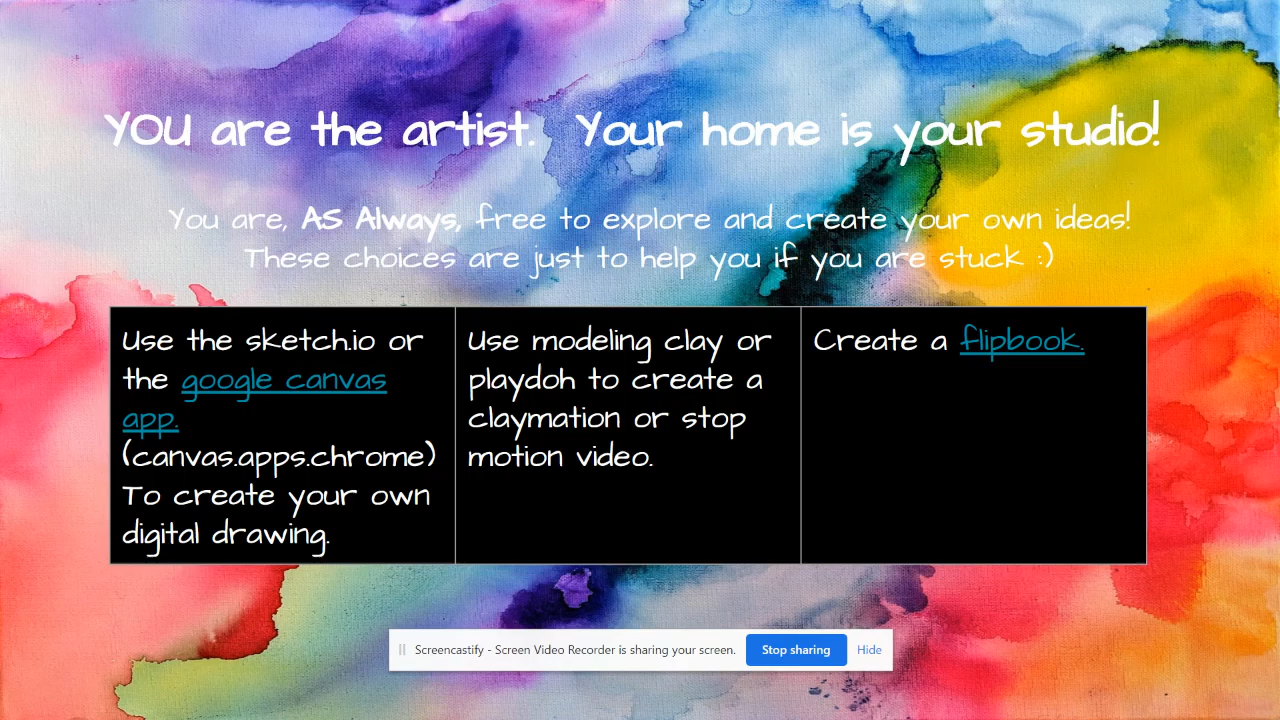 YOU are the artist. Your home is your studio!
You are, AS Always, free to explore and create your own ideas!
These choices are just to help you if you are stuck :)
Use the sketch.io or
the google canvas
app.
(canvas.apps.chrome)
To create your own
digital drawing.
Use modeling clay or
playdoh to create a
claymation or stop
motion video.
Create a flipbook.
Screencastify - Screen Video Recorder is sharing your screen. Stop sharing Hide